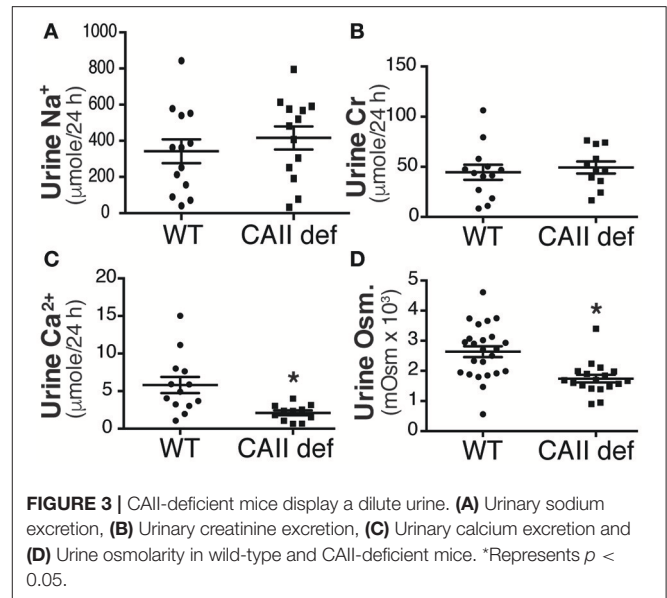 A
Urine Na⁺
(μmole/24 h)
1000
800
600
400
200
0
WT
CAII def
B
Urine Cr
(μmole/24 h)
150
100
50
0
WT
CAII def
C
Urine Ca²⁺
(μmole/24 h)
20
15
10
5
0
*
WT
CAII def
D
Urine Osm.
(mOsm x 10³)
5
4
3
2
1
0
*
WT
CAII def
FIGURE 3 | CAII-deficient mice display a dilute urine. (A) Urinary sodium
excretion, (B) Urinary creatinine excretion, (C) Urinary calcium excretion and
(D) Urine osmolarity in wild-type and CAII-deficient mice. *Represents p <
0.05.